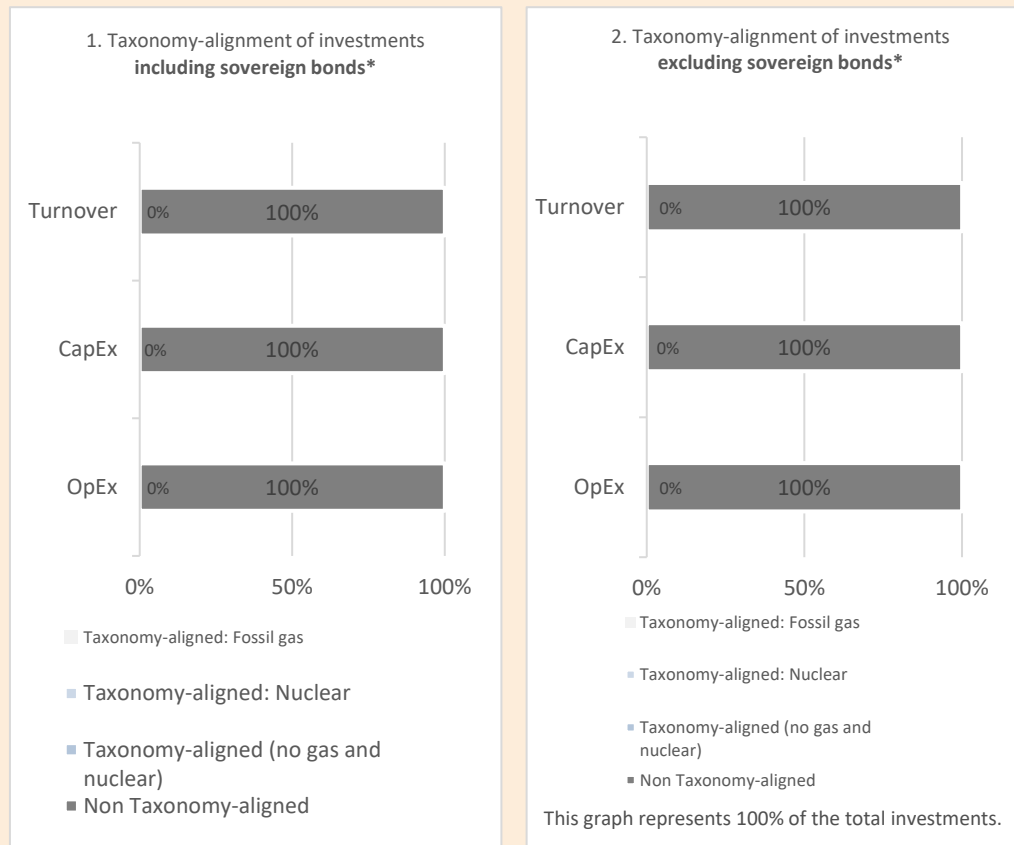 1. Taxonomy-alignment of investments
including sovereign bonds*
Turnover
0%
100%
CapEx
0%
100%
OpEx
0%
100%
0%
50%
100%
Taxonomy-aligned: Fossil gas
Taxonomy-aligned: Nuclear
Taxonomy-aligned (no gas and
nuclear)
Non Taxonomy-aligned
2. Taxonomy-alignment of investments
excluding sovereign bonds*
Turnover
0%
100%
CapEx
0%
100%
OpEx
0%
100%
0%
50%
100%
Taxonomy-aligned: Fossil gas
Taxonomy-aligned: Nuclear
Taxonomy-aligned (no gas and
nuclear)
Non Taxonomy-aligned
This graph represents 100% of the total investments.